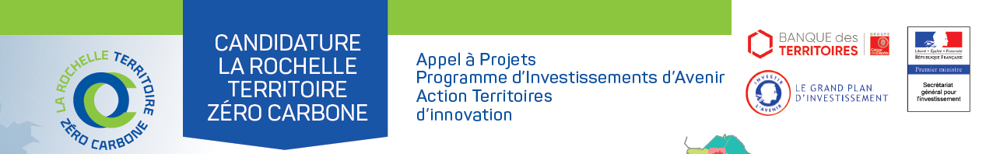 LA ROCHELLE TERRITOIRE
ZÉRO CARBONE
CANDIDATURE
LA ROCHELLE
TERRITOIRE
ZÉRO CARBONE
Appel à Projets
Programme d'Investissements d'Avenir
Action Territoires
d'innovation
BANQUE des
TERRITOIRES
GROUPE
Caisse
des Dépôts
INVESTIR
L'AVENIR
LE GRAND PLAN
D'INVESTISSEMENT
Liberté • Égalité • Fraternité
RÉPUBLIQUE FRANÇAISE
Premier ministre
Secrétariat
général pour
l'investissement